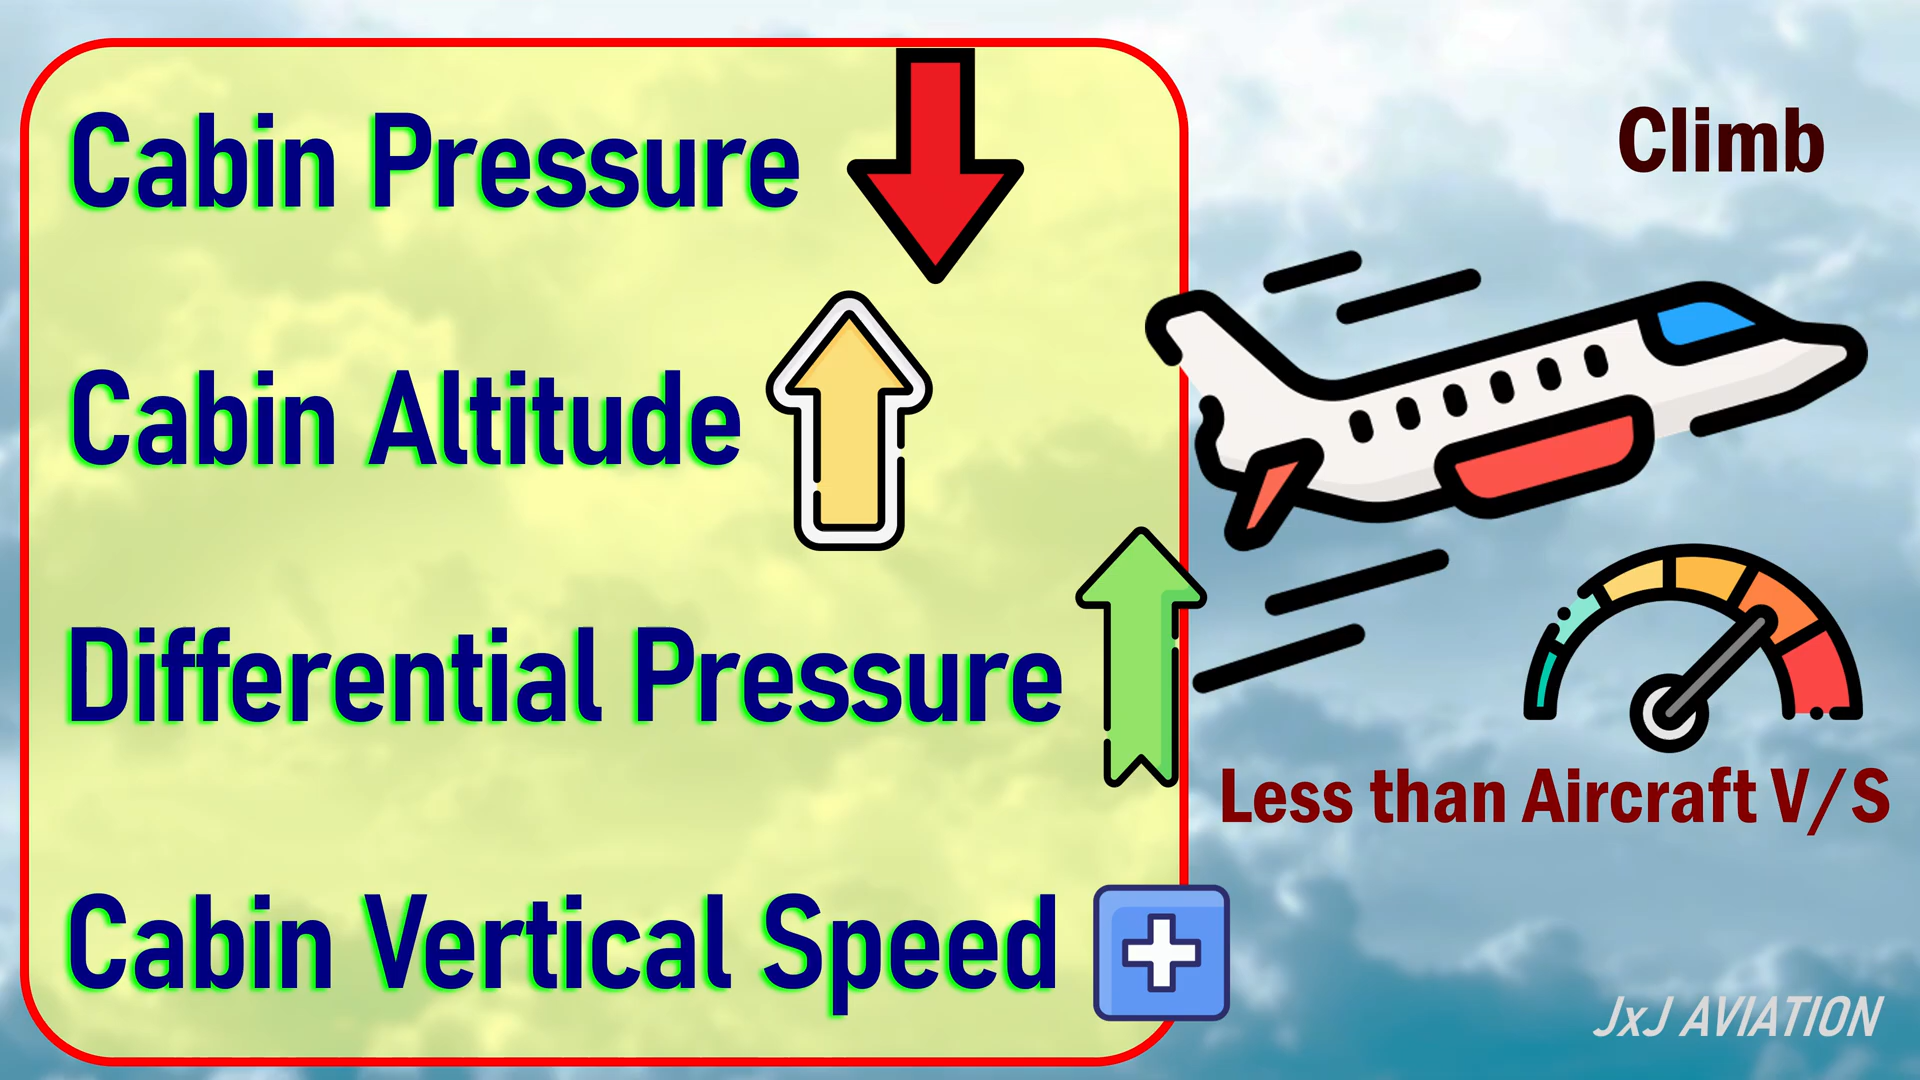 Cabin Pressure
Climb
Cabin Altitude
Differential Pressure
Less than Aircraft V/S
Cabin Vertical Speed
JxJ AVIATION